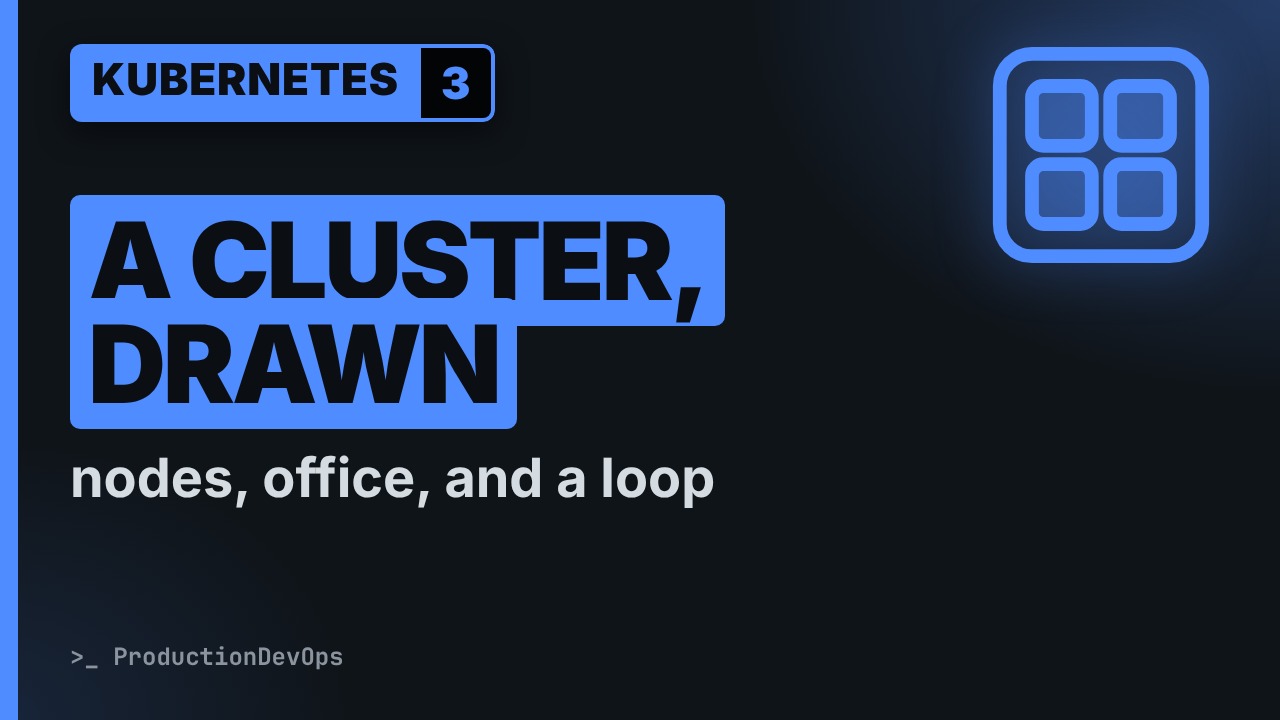 KUBERNETES 3
A CLUSTER,
DRAWN
nodes, office, and a loop
>_ ProductionDevOps